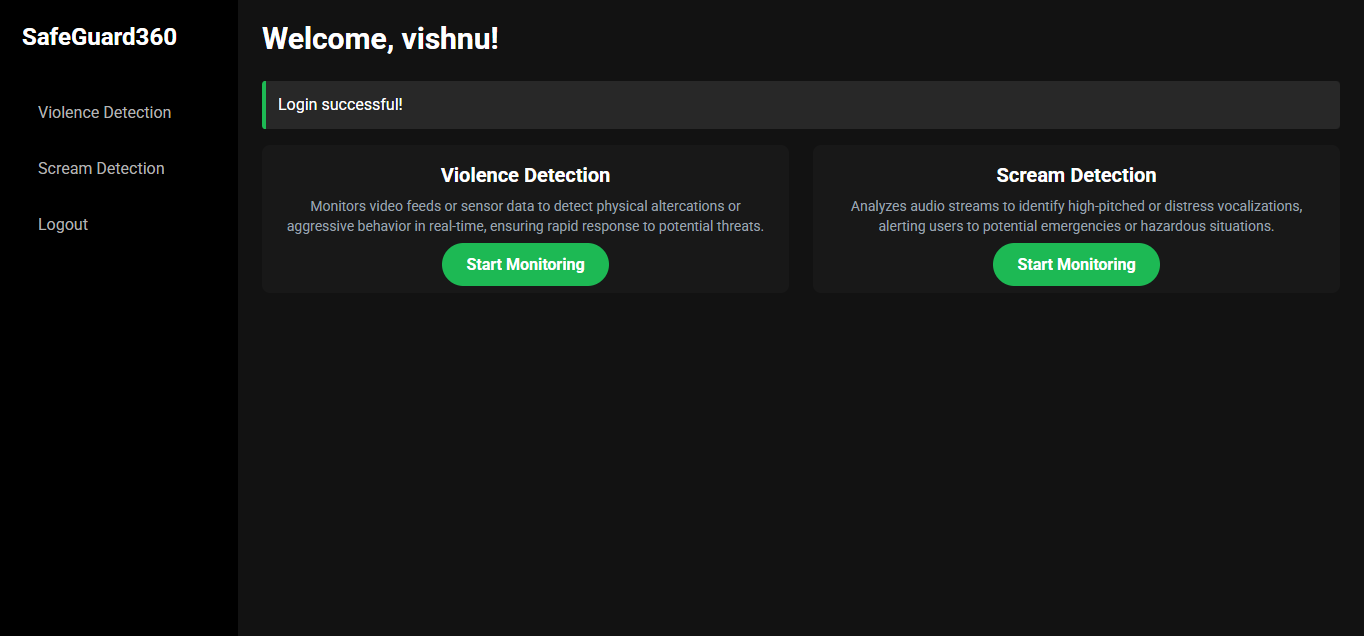 SafeGuard360
Violence Detection
Scream Detection
Logout
Welcome, vishnu!
Login successful!
Violence Detection
Monitors video feeds or sensor data to detect physical altercations or
aggressive behavior in real-time, ensuring rapid response to potential threats.
Start Monitoring
Scream Detection
Analyzes audio streams to identify high-pitched or distress vocalizations,
alerting users to potential emergencies or hazardous situations.
Start Monitoring